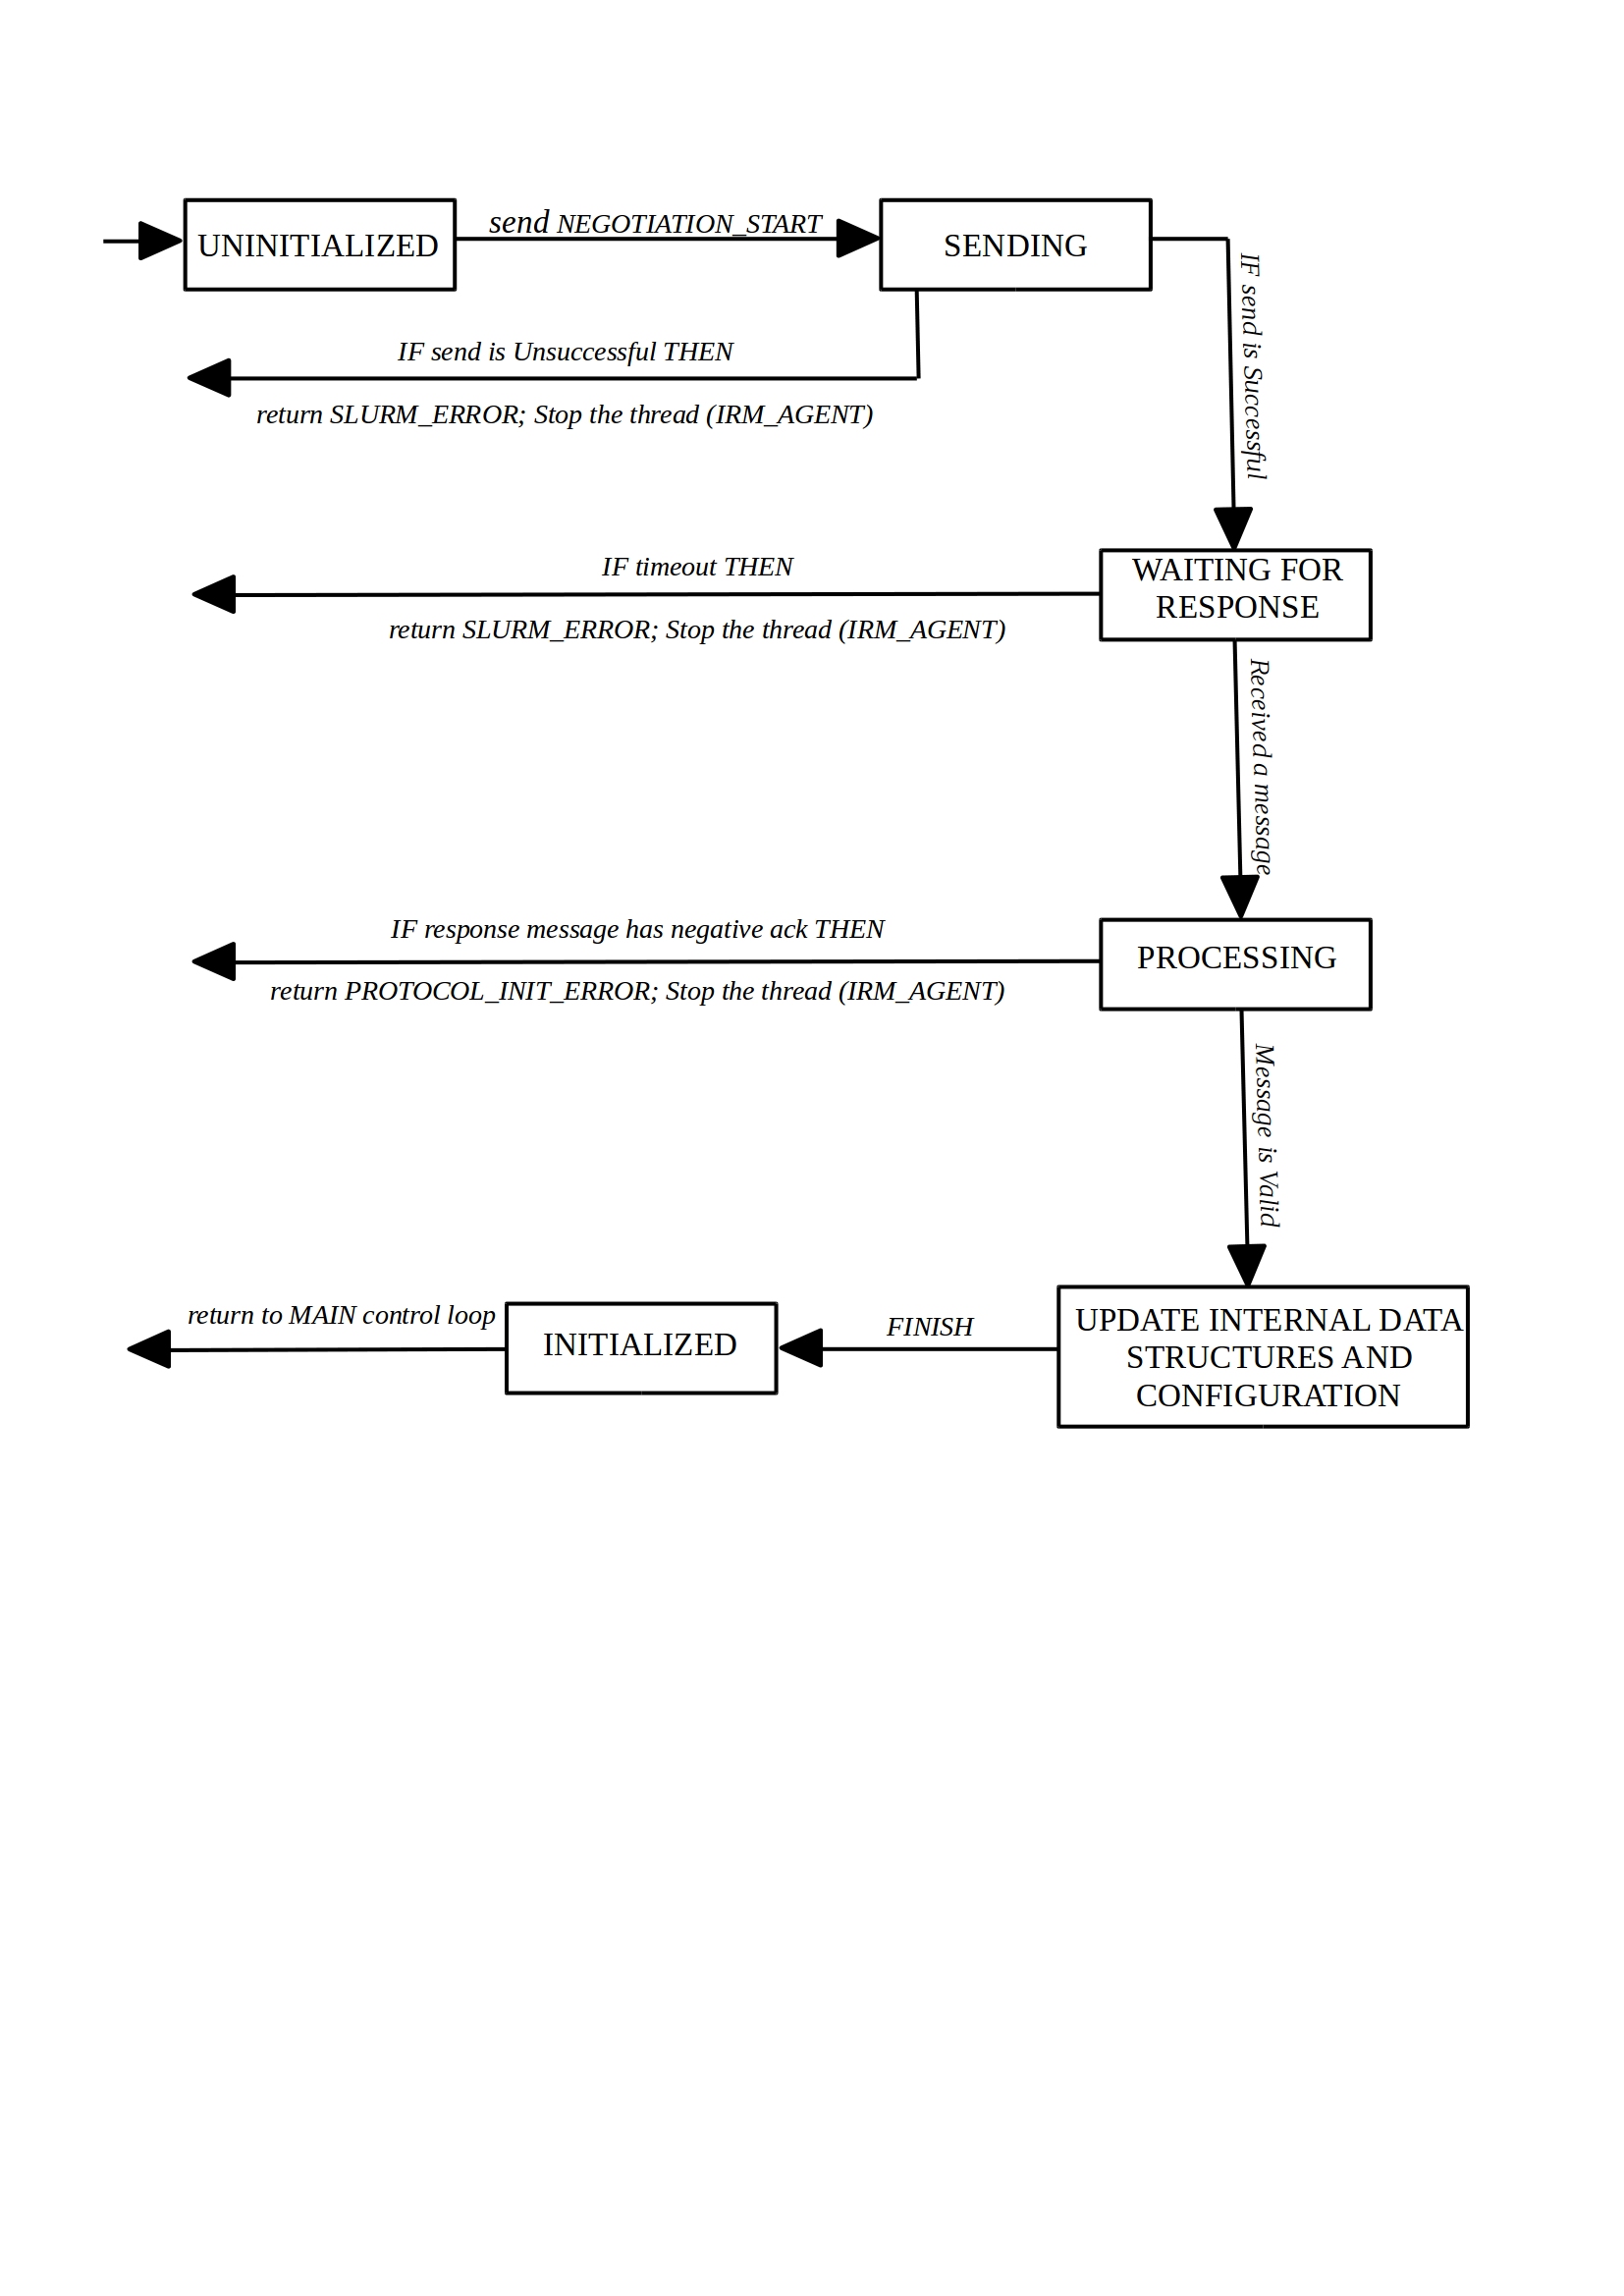 UNINITIALIZED
send NEGOTIATION_START
SENDING
IF send is Successful
IF send is Unsuccessful THEN
return SLURM_ERROR; Stop the thread (IRM_AGENT)
IF timeout THEN
return SLURM_ERROR; Stop the thread (IRM_AGENT)
WAITING FOR
RESPONSE
Received a message
IF response message has negative ack THEN
return PROTOCOL_INIT_ERROR; Stop the thread (IRM_AGENT)
PROCESSING
Message is Valid
UPDATE INTERNAL DATA
STRUCTURES AND
CONFIGURATION
FINISH
INITIALIZED
return to MAIN control loop